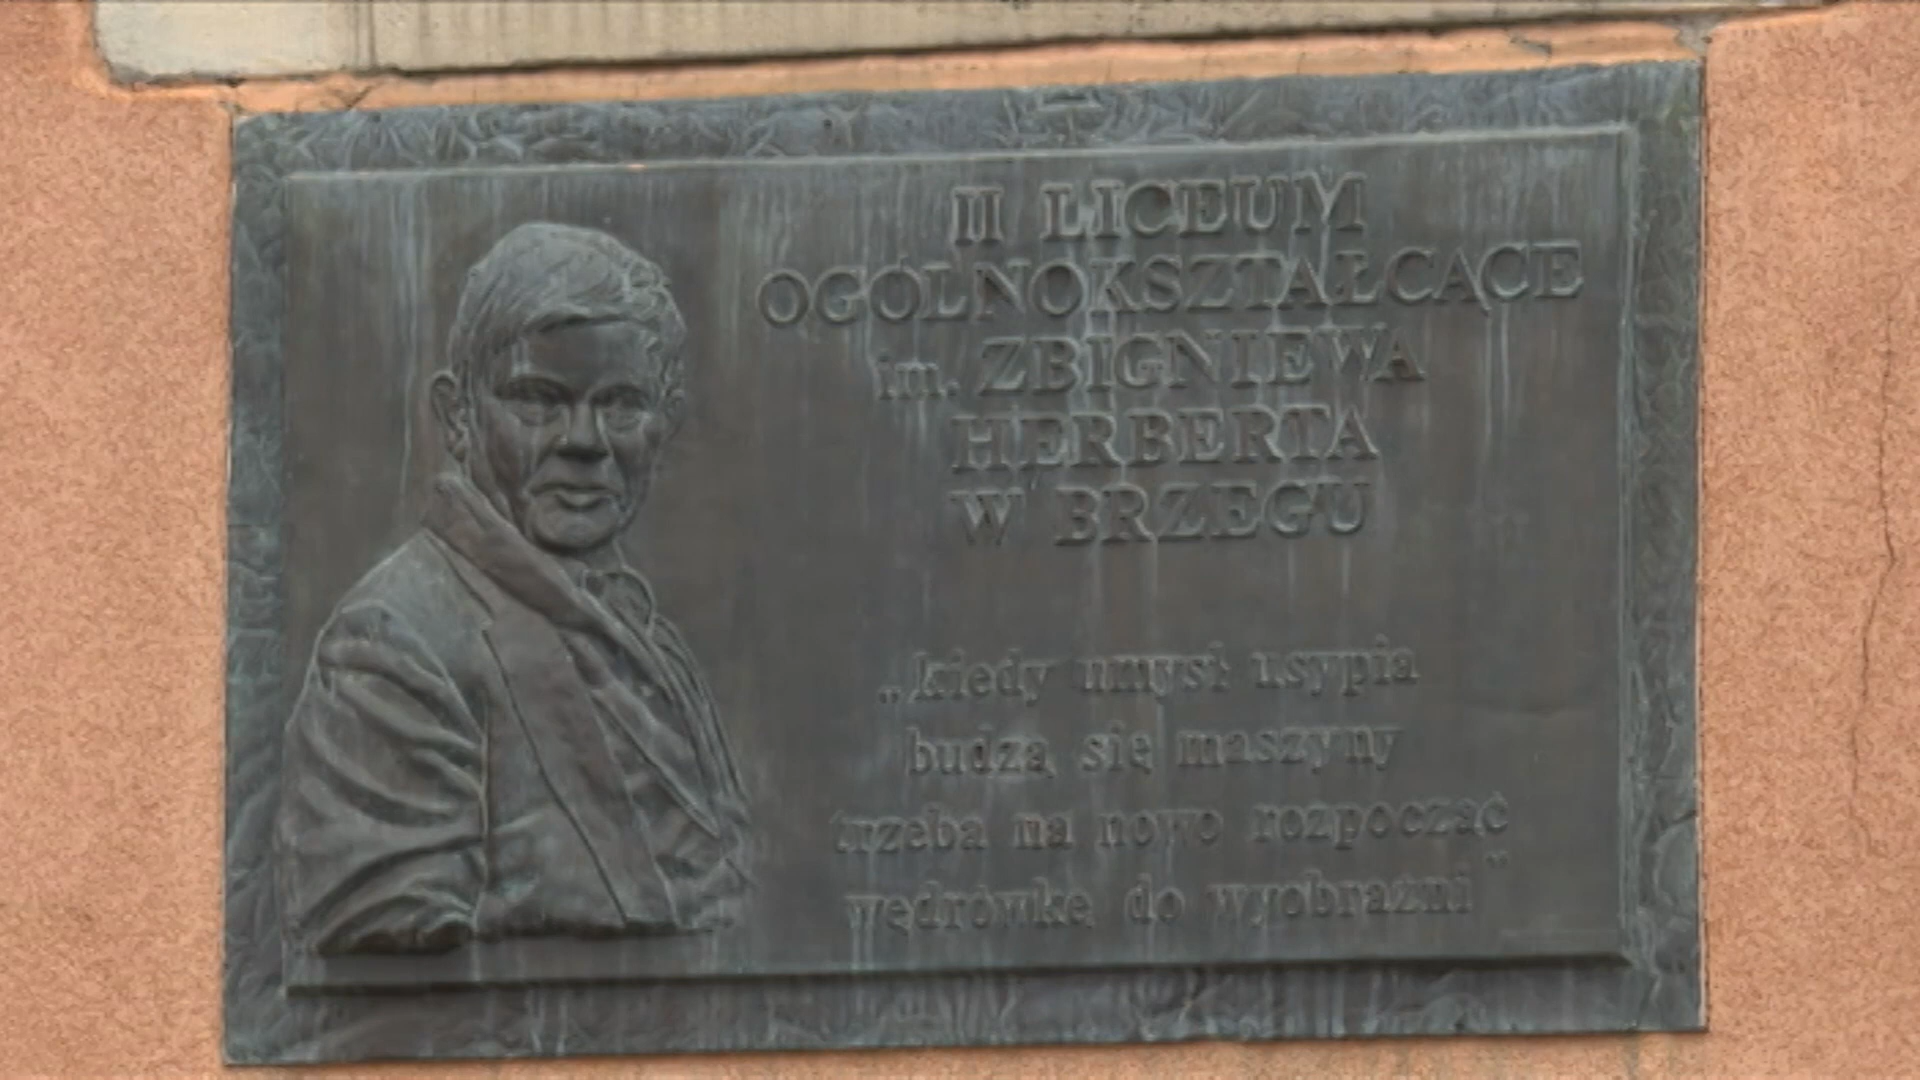 II LICEUM
OGÓLNOKSZTAŁCĄCE
im. ZBIGNIEWA
HERBERTA
W BRZEGU
„kiedy umysł usypia
budzą się maszyny
trzeba na nowo rozpocząć
wędrówkę do wyobraźni”